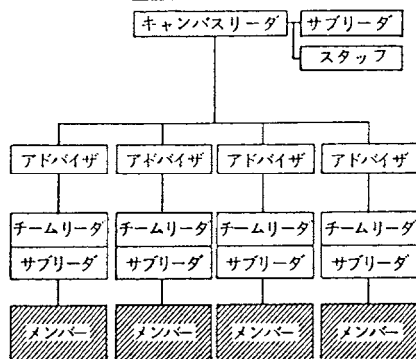 キャンバスリーダ サブリーダ
スタッフ
アドバイザ アドバイザ アドバイザ アドバイザ
チームリーダ チームリーダ チームリーダ チームリーダ
サブリーダ サブリーダ サブリーダ サブリーダ
メンバー メンバー メンバー メンバー